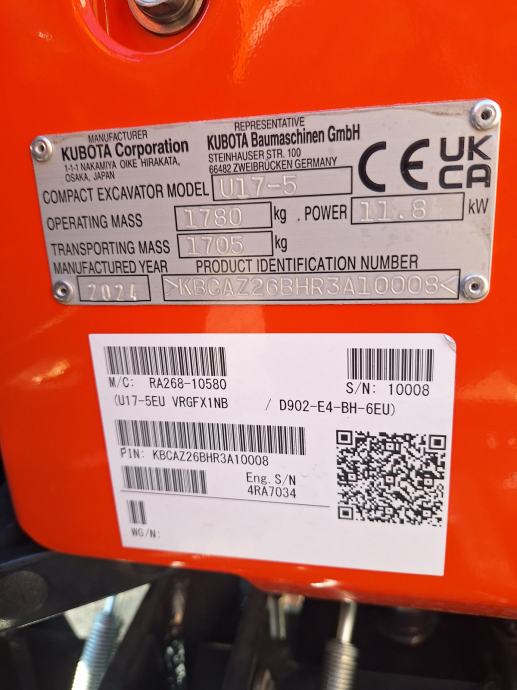 MANUFACTURER
KUBOTA Corporation
1-1-1 NAKAMIYA OIKE HIRAKATA,
OSAKA, JAPAN
REPRESENTATIVE
KUBOTA Baumaschinen GmbH
STEINHAUSER STR. 100
66482 ZWEIBRÜCKEN GERMANY
CE UK CA
COMPACT EXCAVATOR MODEL U17-5
OPERATING MASS 1780 kg . POWER 11.8 kW
TRANSPORTING MASS 1705 kg
MANUFACTURED YEAR PRODUCT IDENTIFICATION NUMBER
2024 >KBCAZ26BHR3A10008<
M/C: RA268-10580 S/N: 10008
(U17-5EU VRGFX1NB / D902-E4-BH-6EU)
PIN: KBCAZ26BHR3A10008
Eng.S/N
4RA7034
WG/N: